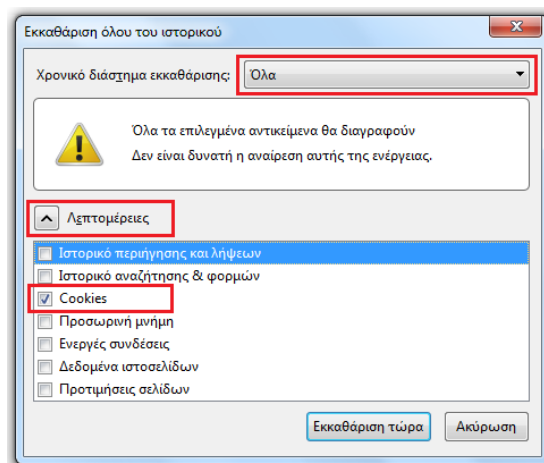 Εκκαθάριση όλου του ιστορικού
Χρονικό διάστημα εκκαθάρισης: Όλα
Όλα τα επιλεγμένα αντικείμενα θα διαγραφούν
Δεν είναι δυνατή η αναίρεση αυτής της ενέργειας.
Λεπτομέρειες
Ιστορικό περιήγησης και λήψεων
Ιστορικό αναζήτησης & φορμών
Cookies
Προσωρινή μνήμη
Ενεργές συνδέσεις
Δεδομένα ιστοσελίδων
Προτιμήσεις σελίδων
Εκκαθάριση τώρα Ακύρωση